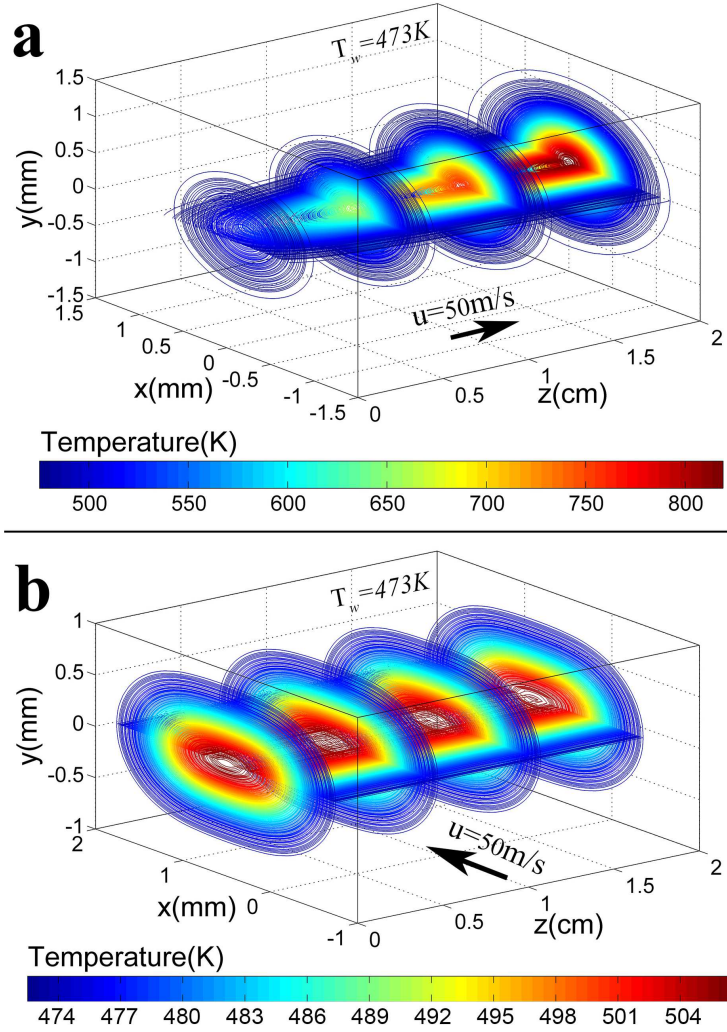 a
T_w=473K
1.5
1
0.5
0
-0.5
-1
-1.5
y(mm)
1.5
1
0.5
0
-0.5
-1
-1.5
x(mm)
0
0.5
1
1.5
2
z(cm)
u=50m/s
Temperature(K)
500 550 600 650 700 750 800
b
T_w=473K
1
0.5
0
-0.5
-1
y(mm)
2
1
0
-1
x(mm)
0
0.5
1
1.5
2
z(cm)
u=50m/s
Temperature(K)
474 477 480 483 486 489 492 495 498 501 504